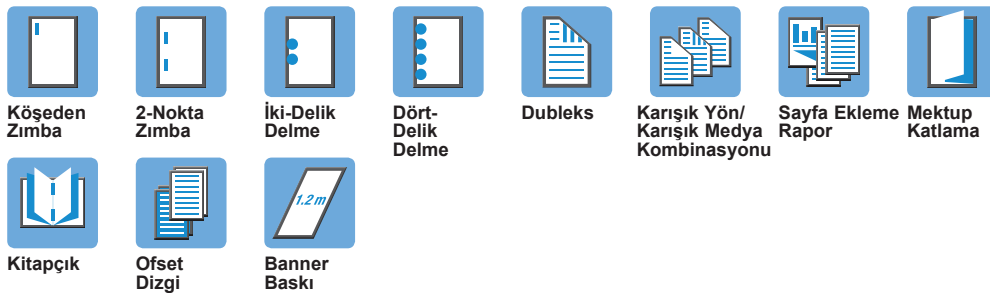 Köşeden
Zımba
2-Nokta
Zımba
İki-Delik
Delme
Dört-
Delik
Delme
Dubleks
Karışık Yön/
Karışık Medya
Kombinasyonu
Sayfa Ekleme
Rapor
Mektup
Katlama
Kitapçık
Ofset
Dizgi
1.2 m
Banner
Baskı